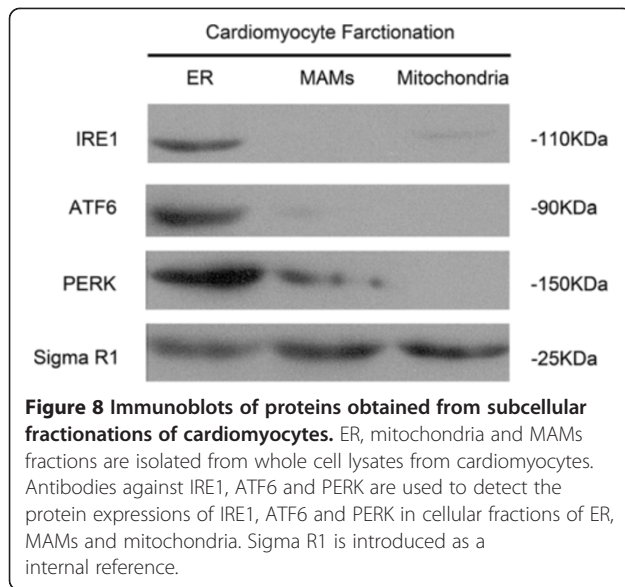 Cardiomyocyte Farctionation
ER MAMs Mitochondria
IRE1 -110KDa
ATF6 -90KDa
PERK -150KDa
Sigma R1 -25KDa
Figure 8 Immunoblots of proteins obtained from subcellular
fractionations of cardiomyocytes. ER, mitochondria and MAMs
fractions are isolated from whole cell lysates from cardiomyocytes.
Antibodies against IRE1, ATF6 and PERK are used to detect the
protein expressions of IRE1, ATF6 and PERK in cellular fractions of ER,
MAMs and mitochondria. Sigma R1 is introduced as a
internal reference.